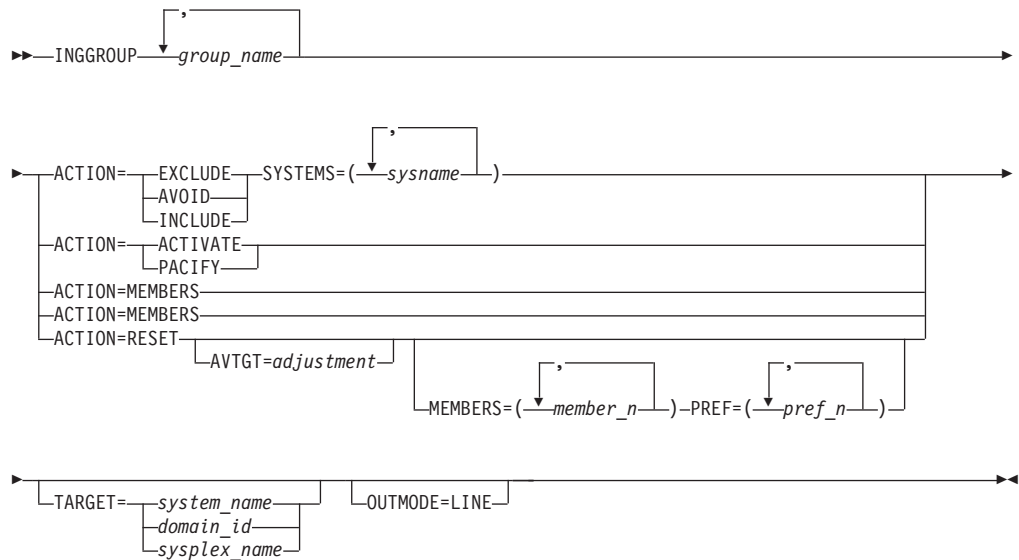 ,
INGGROUP group_name
, 
ACTION= EXCLUDE SYSTEMS=( sysname )
AVOID
INCLUDE
ACTION= ACTIVATE
PACIFY
ACTION=MEMBERS
ACTION=MEMBERS
ACTION=RESET
AVTGT=adjustment
, ,
MEMBERS=( member_n ) PREF=( pref_n )
TARGET= system_name OUTMODE=LINE
domain_id
sysplex_name